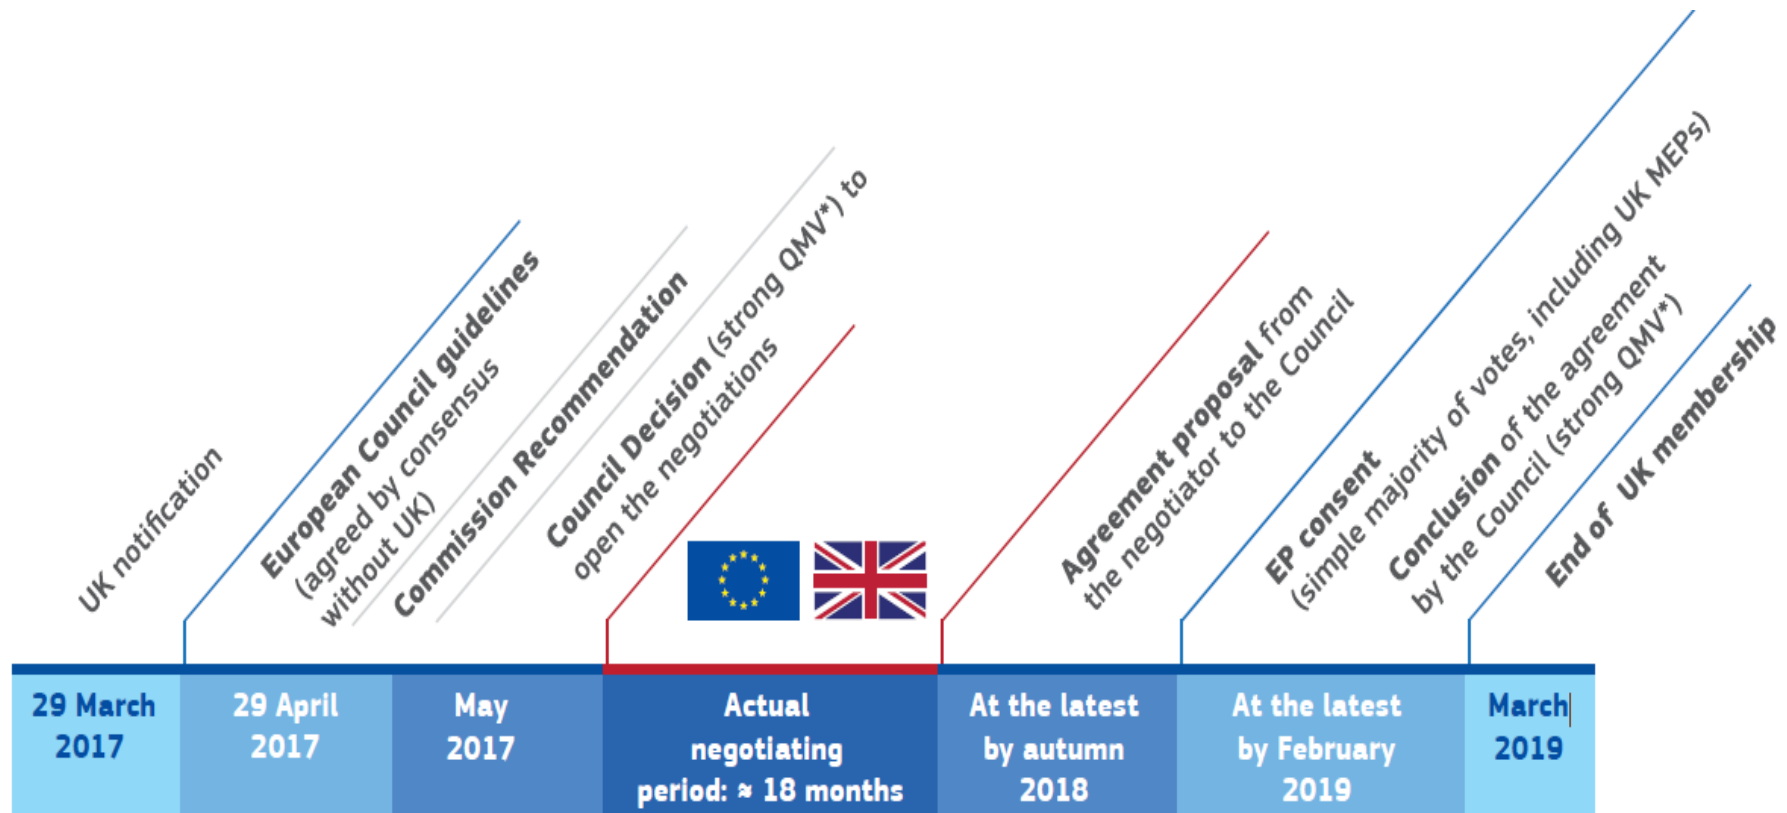 UK notification
European Council guidelines
(agreed by consensus
without UK)
Commission Recommendation
Council Decision (strong QMV*) to
open the negotiations
Agreement proposal from
the negotiator to the Council
EP consent
(simple majority of votes, including UK MEPs)
Conclusion of the agreement
by the Council (strong QMV*)
End of UK membership
29 March
2017
29 April
2017
May
2017
Actual
negotiating
period: ≈ 18 months
At the latest
by autumn
2018
At the latest
by February
2019
March
2019